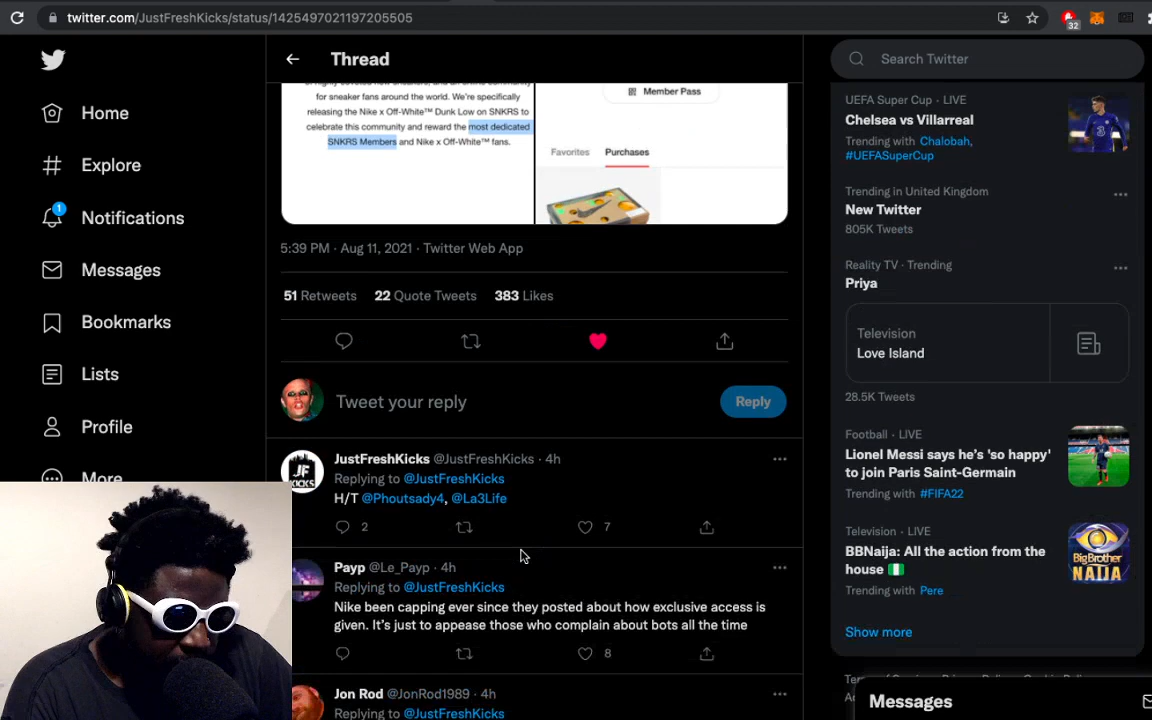 twitter.com/JustFreshKicks/status/1425497021197205505
32
Home
Explore
1
Notifications
Messages
Bookmarks
Lists
Profile
More
Thread
for sneaker fans around the world. We're specifically
releasing the Nike x Off-White™ Dunk Low on SNKRS to
celebrate this community and reward the most dedicated
SNKRS Members and Nike x Off-White™ fans.
Member Pass
Favorites Purchases
5:39 PM · Aug 11, 2021 · Twitter Web App
51 Retweets 22 Quote Tweets 383 Likes
Tweet your reply
Reply
JF
KICKS
JustFreshKicks @JustFreshKicks · 4h
Replying to @JustFreshKicks
H/T @Phoutsady4, @La3Life
2
7
Payp @Le_Payp · 4h
Replying to @JustFreshKicks
Nike been capping ever since they posted about how exclusive access is
given. It's just to appease those who complain about bots all the time
8
Jon Rod @JonRod1989 · 4h
Replying to @JustFreshKicks
Search Twitter
UEFA Super Cup · LIVE
Chelsea vs Villarreal
Trending with Chalobah,
#UEFASuperCup
Trending in United Kingdom
New Twitter
805K Tweets
Reality TV · Trending
Priya
Television
Love Island
28.5K Tweets
Football · LIVE
Lionel Messi says he's 'so happy'
to join Paris Saint-Germain
Trending with #FIFA22
Television · LIVE
BBNaija: All the action from the
house
Trending with Pere
BigBrother
NAIJA
Show more
Messages